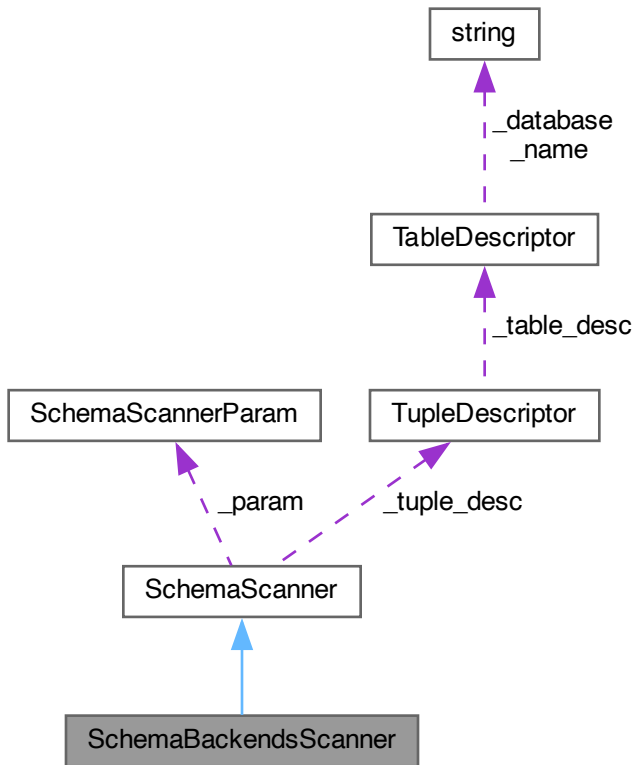 string
_database
_name
TableDescriptor
_table_desc
SchemaScannerParam
TupleDescriptor
_param
_tuple_desc
SchemaScanner
SchemaBackendsScanner